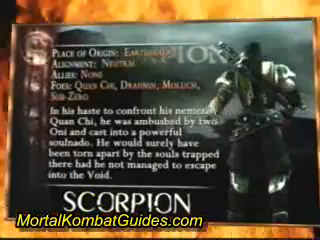 PLACE OF ORIGIN: EARTHREALM
ALIGNMENT: NEUTRAL
ALLIES: NONE
FOES: QUAN CHI, DRAHMIN, MOLOCH,
SUB-ZERO
In his haste to confront his nemesis
Quan Chi, he was ambushed by two
Oni and cast into a powerful
soulnado. He would surely have
been torn apart by the souls trapped
there had he not managed to escape
into the Void.
SCORPION
MortalKombatGuides.com